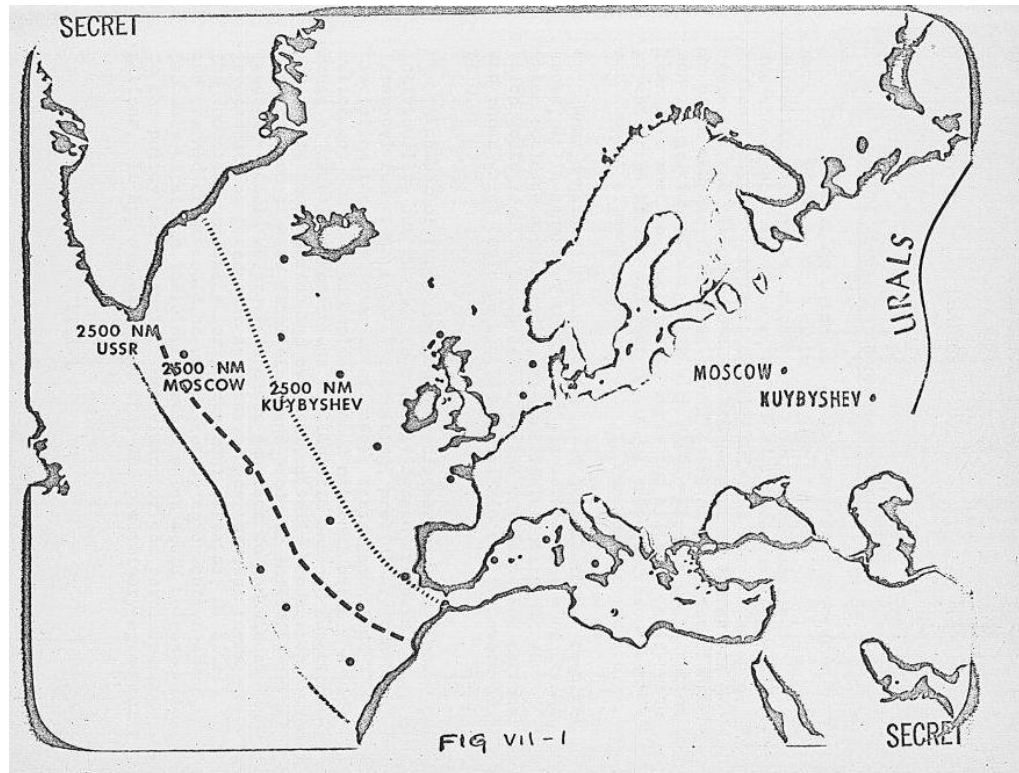 SECRET
URALS
2500 NM
USSR
2500 NM
MOSCOW
2500 NM
KUYBYSHEV
MOSCOW
KUYBYSHEV
FIG VII-1
SECRET